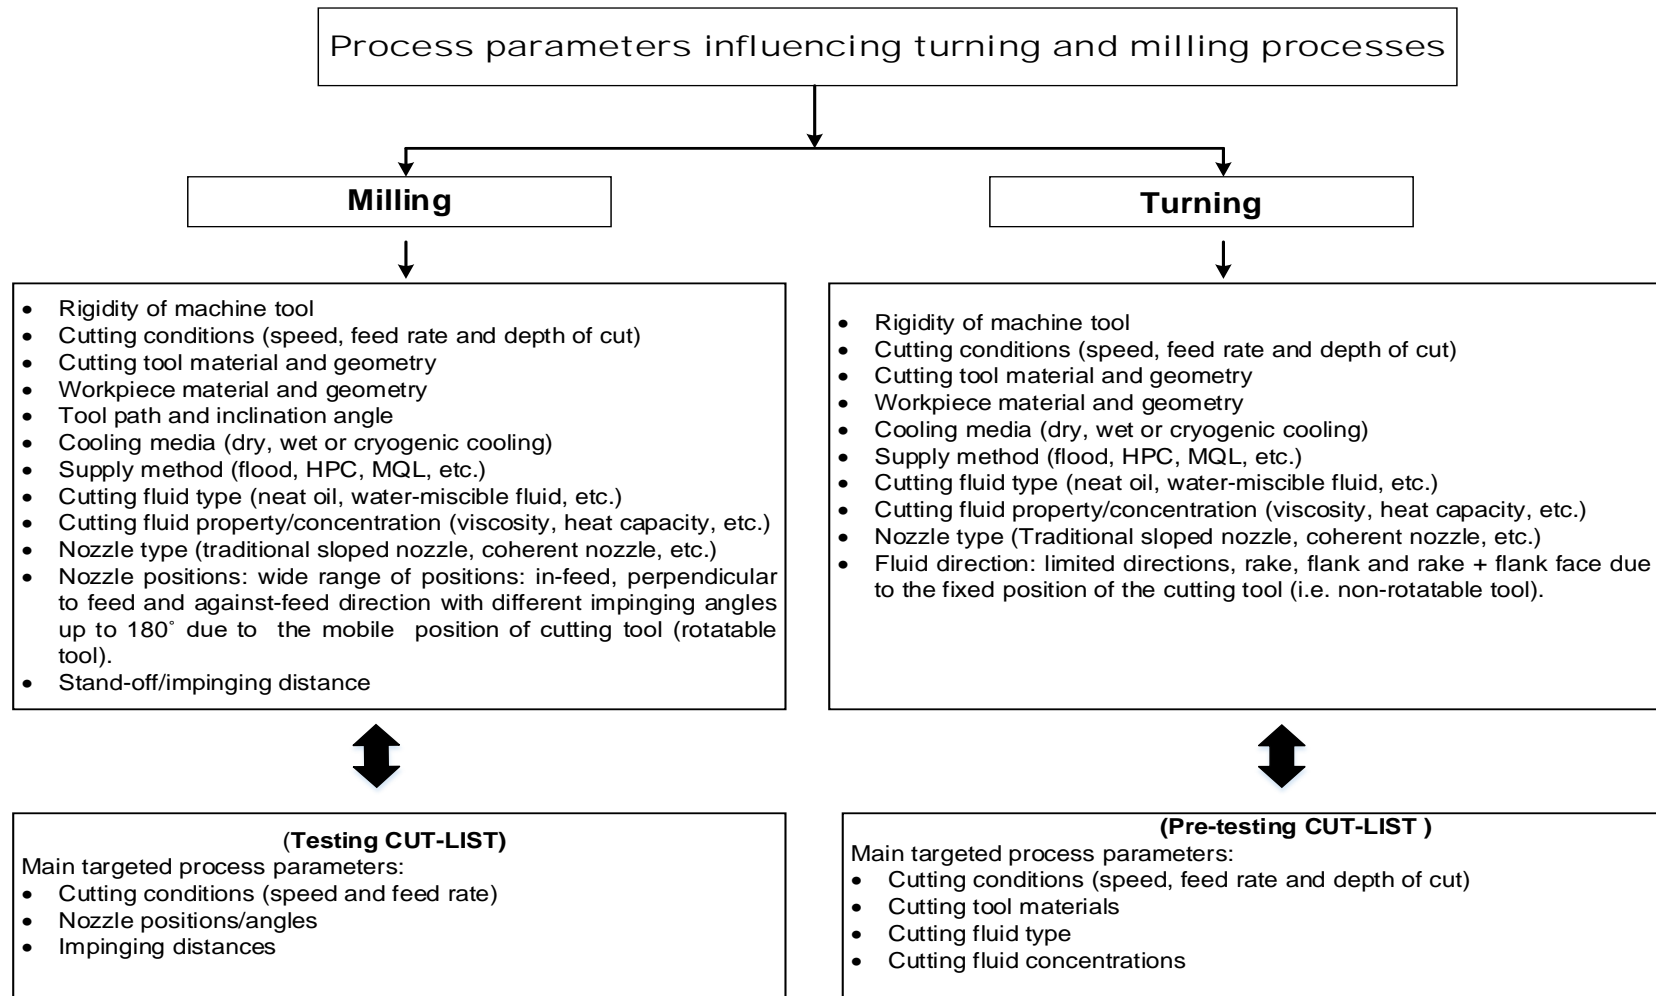 Process parameters influencing turning and milling processes
Milling
• Rigidity of machine tool
• Cutting conditions (speed, feed rate and depth of cut)
• Cutting tool material and geometry
• Workpiece material and geometry
• Tool path and inclination angle
• Cooling media (dry, wet or cryogenic cooling)
• Supply method (flood, HPC, MQL, etc.)
• Cutting fluid type (neat oil, water-miscible fluid, etc.)
• Cutting fluid property/concentration (viscosity, heat capacity, etc.)
• Nozzle type (traditional sloped nozzle, coherent nozzle, etc.)
• Nozzle positions: wide range of positions: in-feed, perpendicular
to feed and against-feed direction with different impinging angles
up to 180° due to the mobile position of cutting tool (rotatable
tool).
• Stand-off/impinging distance
(Testing CUT-LIST)
Main targeted process parameters:
• Cutting conditions (speed and feed rate)
• Nozzle positions/angles
• Impinging distances
Turning
• Rigidity of machine tool
• Cutting conditions (speed, feed rate and depth of cut)
• Cutting tool material and geometry
• Workpiece material and geometry
• Cooling media (dry, wet or cryogenic cooling)
• Supply method (flood, HPC, MQL, etc.)
• Cutting fluid type (neat oil, water-miscible fluid, etc.)
• Cutting fluid property/concentration (viscosity, heat capacity, etc.)
• Nozzle type (Traditional sloped nozzle, coherent nozzle, etc.)
• Fluid direction: limited directions, rake, flank and rake + flank face due
to the fixed position of the cutting tool (i.e. non-rotatable tool).
(Pre-testing CUT-LIST )
Main targeted process parameters:
• Cutting conditions (speed, feed rate and depth of cut)
• Cutting tool materials
• Cutting fluid type
• Cutting fluid concentrations